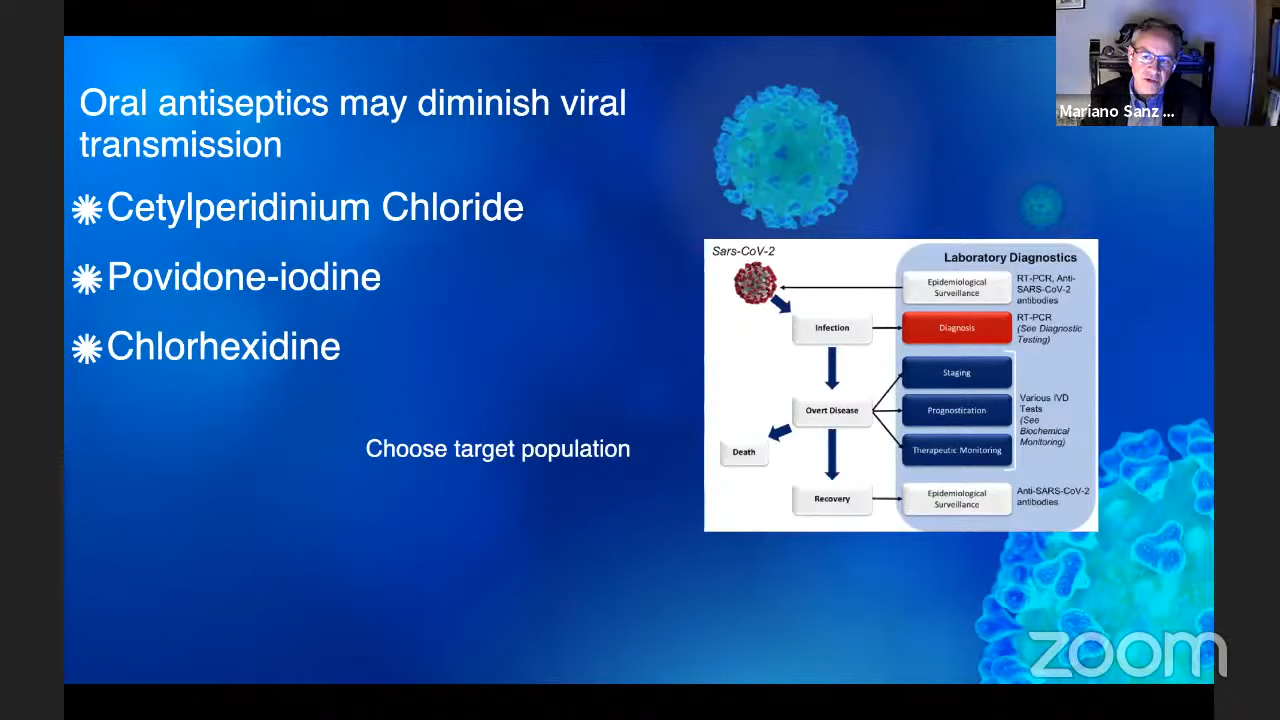 Oral antiseptics may diminish viral
transmission
Cetylperidinium Chloride
Povidone-iodine
Chlorhexidine
Choose target population
Mariano Sanz ...
Sars-CoV-2
Laboratory Diagnostics
Epidemiological
Surveillance
RT-PCR, Anti-
SARS-CoV-2
antibodies
Infection
Diagnosis
RT-PCR
(See Diagnostic
Testing)
Staging
Overt Disease
Prognostication
Various IVD
Tests
(See
Biochemical
Monitoring)
Death
Therapeutic Monitoring
Recovery
Epidemiological
Surveillance
Anti-SARS-CoV-2
antibodies
zoom